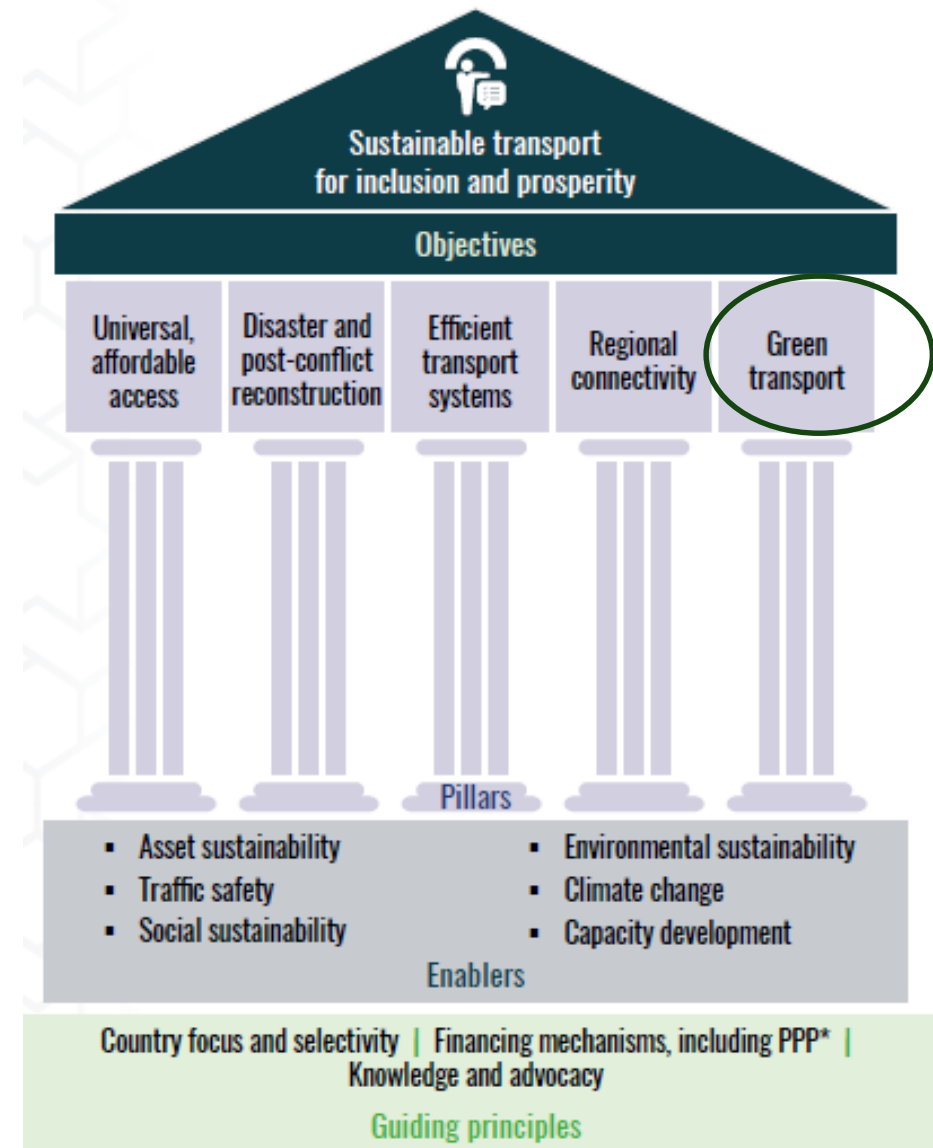 Sustainable transport
for inclusion and prosperity
Objectives
Universal,
affordable
access
Disaster and
post-conflict
reconstruction
Efficient
transport
systems
Regional
connectivity
Green
transport
Pillars
▪ Asset sustainability
▪ Traffic safety
▪ Social sustainability
▪ Environmental sustainability
▪ Climate change
▪ Capacity development
Enablers
Country focus and selectivity | Financing mechanisms, including PPP* |
Knowledge and advocacy
Guiding principles